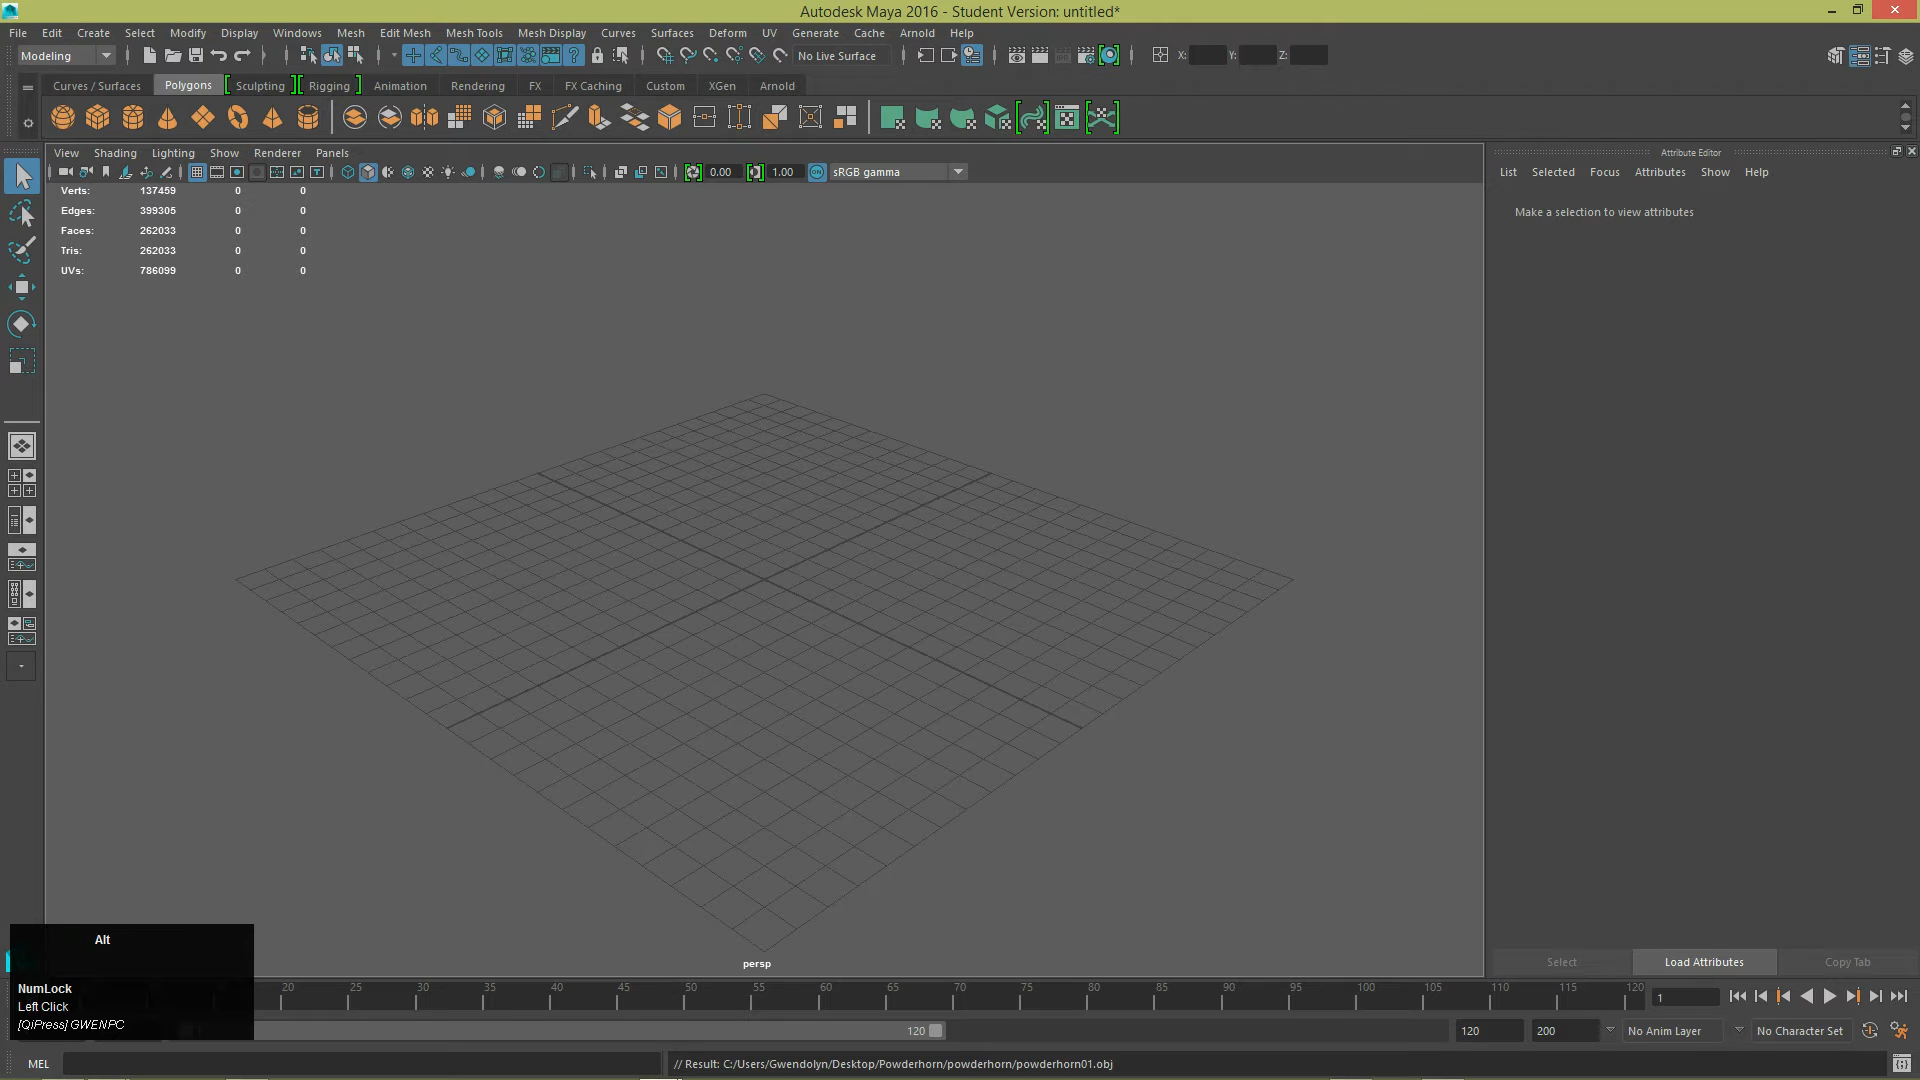 Autodesk Maya 2016 - Student Version: untitled*
File Edit Create Select Modify Display Windows Mesh Edit Mesh Mesh Tools Mesh Display Curves Surfaces Deform UV Generate Cache Arnold Help
Modeling No Live Surface X: Y: Z:
Curves / Surfaces Polygons Sculpting Rigging Animation Rendering FX FX Caching Custom XGen Arnold
View Shading Lighting Show Renderer Panels
Attribute Editor
0.00 1.00 ON sRGB gamma
List Selected Focus Attributes Show Help
Verts: 137459 0 0
Edges: 399305 0 0
Faces: 262033 0 0
Tris: 262033 0 0
UVs: 786099 0 0
Make a selection to view attributes
persp
Select Load Attributes Copy Tab
Alt
NumLock
Left Click
[QiPress] GWENPC
20 25 30 35 40 45 50 55 60 65 70 75 80 85 90 95 100 105 110 115 120
1
120 120 200 No Anim Layer No Character Set
MEL // Result: C:/Users/Gwendolyn/Desktop/Powderhorn/powderhorn/powderhorn01.obj